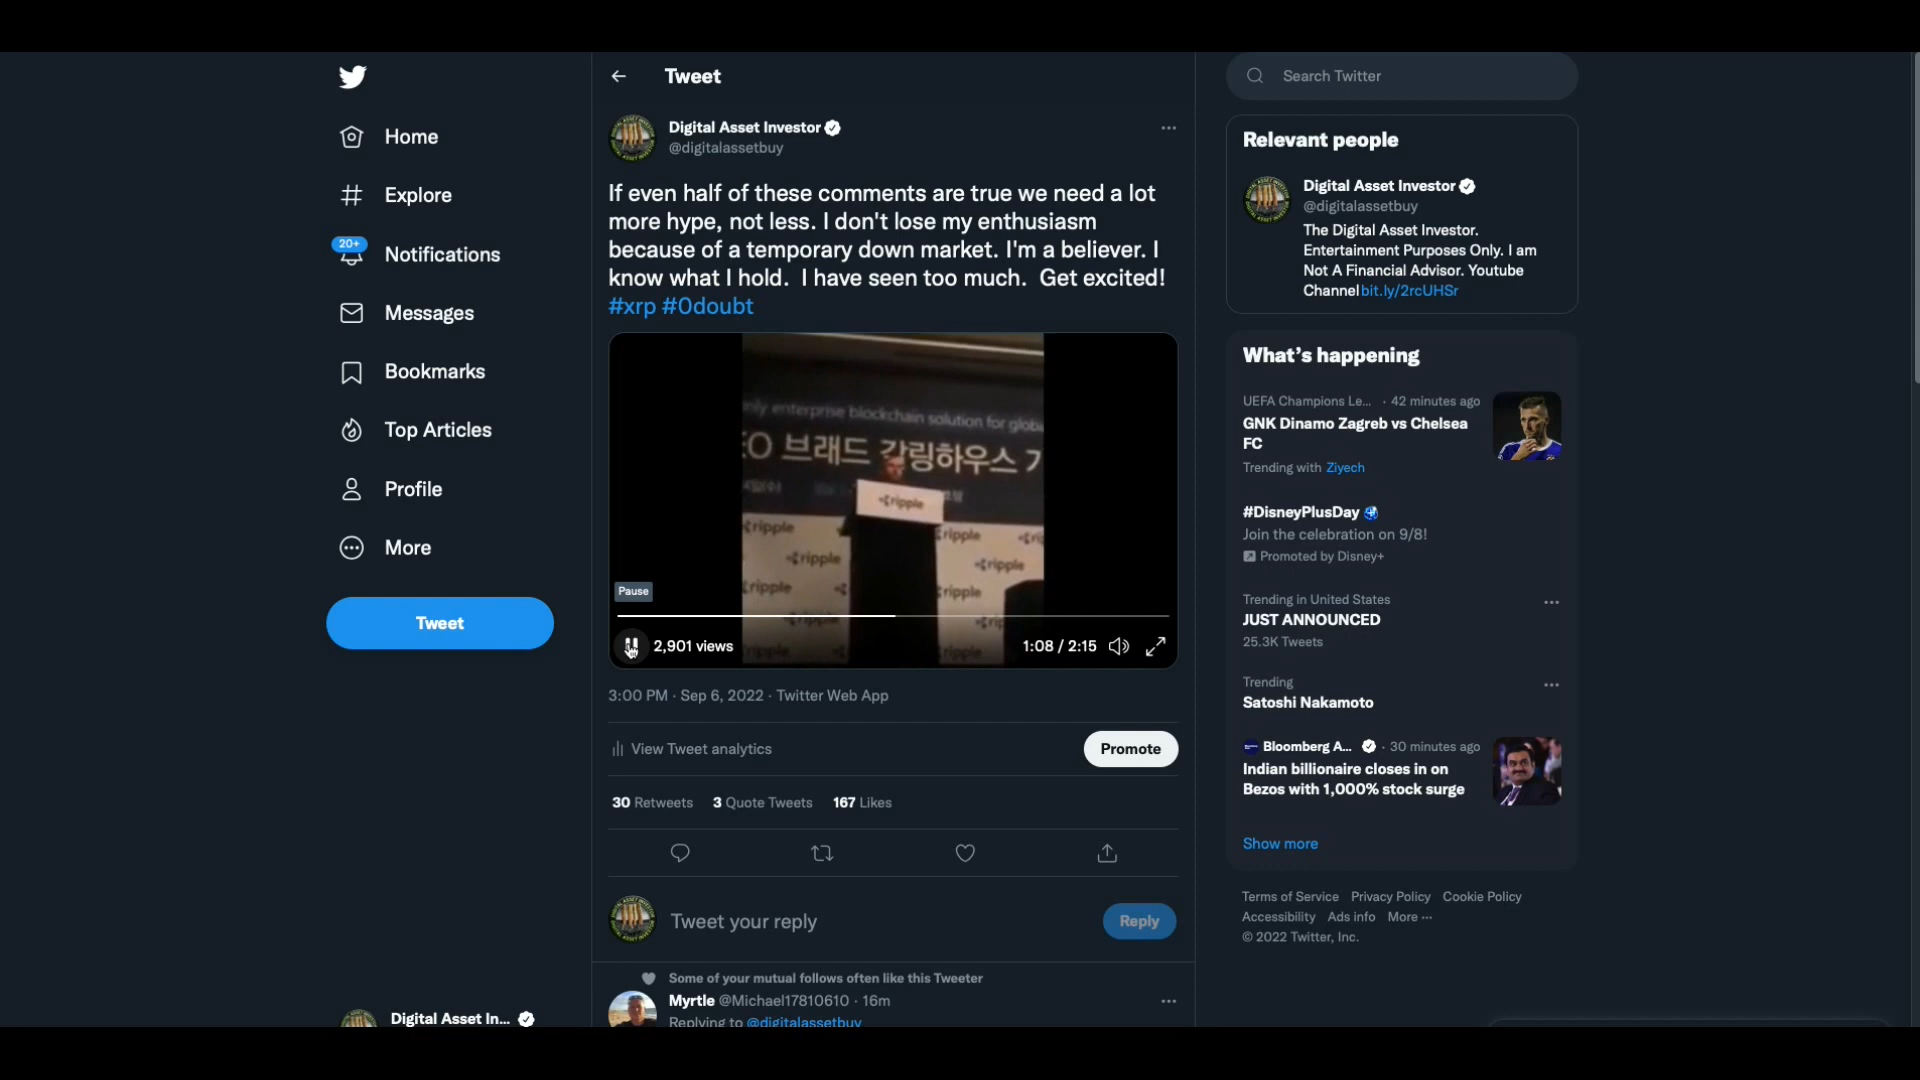 Home
Explore
20+
Notifications
Messages
Bookmarks
Top Articles
Profile
More
Tweet
Digital Asset In...
Tweet
Digital Asset Investor
@digitalassetbuy
If even half of these comments are true we need a lot
more hype, not less. I don't lose my enthusiasm
because of a temporary down market. I'm a believer. I
know what I hold.  I have seen too much.  Get excited!
#xrp #0doubt
only enterprise blockchain solution for
브래드 갈링하우스
ripple
ripple
ripple
ripple
ripple
ripple
ripple
Pause
2,901 views
1:08 / 2:15
3:00 PM · Sep 6, 2022 · Twitter Web App
View Tweet analytics
Promote
30 Retweets 3 Quote Tweets 167 Likes
Tweet your reply
Reply
Some of your mutual follows often like this Tweeter
Myrtle @Michael17810610 · 16m
Replying to @digitalassetbuy
Search Twitter
Relevant people
Digital Asset Investor
@digitalassetbuy
The Digital Asset Investor.
Entertainment Purposes Only. I am
Not A Financial Advisor. Youtube
Channel bit.ly/2rcUHSr
What's happening
UEFA Champions Le... · 42 minutes ago
GNK Dinamo Zagreb vs Chelsea
FC
Trending with Ziyech
#DisneyPlusDay
Join the celebration on 9/8!
Promoted by Disney+
Trending in United States
JUST ANNOUNCED
25.3K Tweets
Trending
Satoshi Nakamoto
Bloomberg A... · 30 minutes ago
Indian billionaire closes in on
Bezos with 1,000% stock surge
Show more
Terms of Service Privacy Policy Cookie Policy
Accessibility Ads info More ···
© 2022 Twitter, Inc.